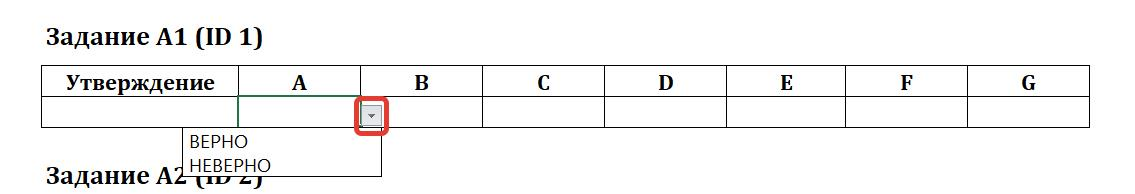 Задание А1 (ID 1)
Утверждение A B C D E F G
ВЕРНО
НЕВЕРНО
Задание А2 (ID 2)